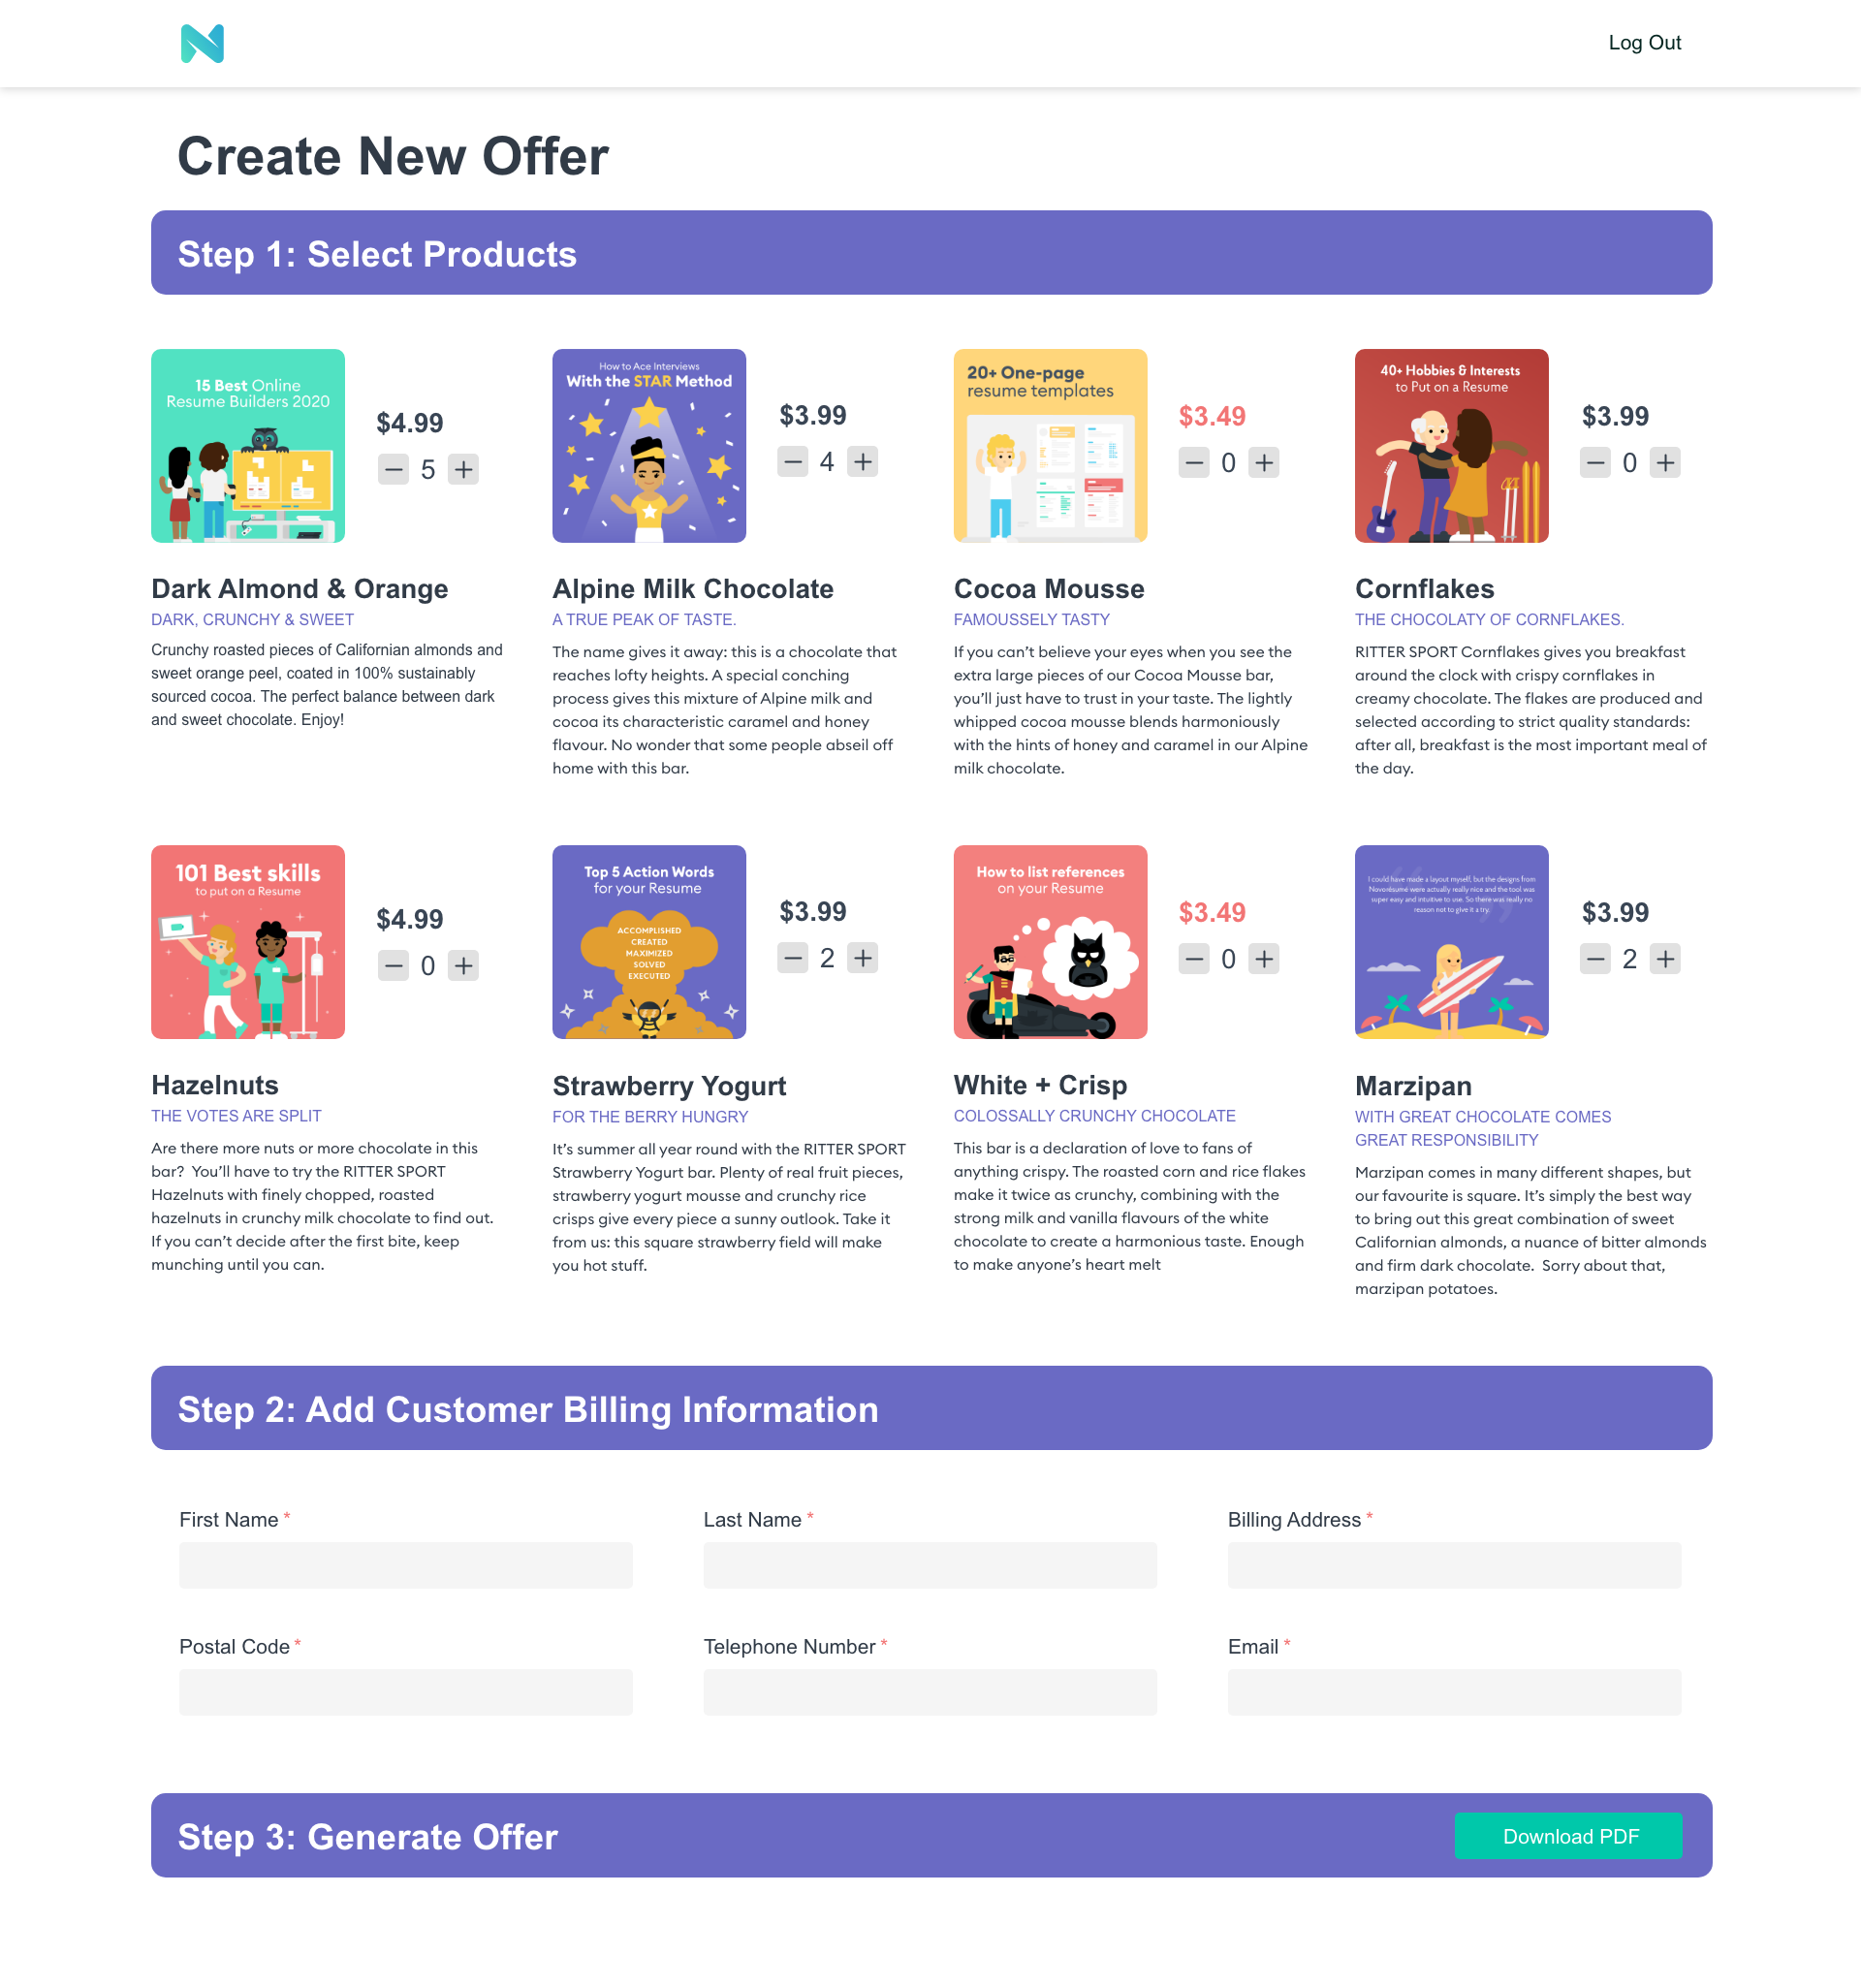 Log Out
Create New Offer
Step 1: Select Products
15 Best Online
Resume Builders 2020
$4.99
5
Dark Almond & Orange
DARK, CRUNCHY & SWEET
Crunchy roasted pieces of Californian almonds and
sweet orange peel, coated in 100% sustainably
sourced cocoa. The perfect balance between dark
and sweet chocolate. Enjoy!
How to Ace Interviews
With the STAR Method
$3.99
4
Alpine Milk Chocolate
A TRUE PEAK OF TASTE.
The name gives it away: this is a chocolate that
reaches lofty heights. A special conching
process gives this mixture of Alpine milk and
cocoa its characteristic caramel and honey
flavour. No wonder that some people abseil off
home with this bar.
20+ One-page
resume templates
$3.49
0
Cocoa Mousse
FAMOUSSELY TASTY
If you can’t believe your eyes when you see the
extra large pieces of our Cocoa Mousse bar,
you’ll just have to trust in your taste. The lightly
whipped cocoa mousse blends harmoniously
with the hints of honey and caramel in our Alpine
milk chocolate.
40+ Hobbies & Interests
to Put on a Resume
$3.99
0
Cornflakes
THE CHOCOLATY OF CORNFLAKES.
RITTER SPORT Cornflakes gives you breakfast
around the clock with crispy cornflakes in
creamy chocolate. The flakes are produced and
selected according to strict quality standards:
after all, breakfast is the most important meal of
the day.
101 Best skills
to put on a Resume
$4.99
0
Hazelnuts
THE VOTES ARE SPLIT
Are there more nuts or more chocolate in this
bar?  You’ll have to try the RITTER SPORT
Hazelnuts with finely chopped, roasted
hazelnuts in crunchy milk chocolate to find out.
If you can’t decide after the first bite, keep
munching until you can.
Top 5 Action Words
for your Resume
ACCOMPLISHED
CREATED
MAXIMIZED
SOLVED
EXECUTED
$3.99
2
Strawberry Yogurt
FOR THE BERRY HUNGRY
It’s summer all year round with the RITTER SPORT
Strawberry Yogurt bar. Plenty of real fruit pieces,
strawberry yogurt mousse and crunchy rice
crisps give every piece a sunny outlook. Take it
from us: this square strawberry field will make
you hot stuff.
How to list references
on your Resume
$3.49
0
White + Crisp
COLOSSALLY CRUNCHY CHOCOLATE
This bar is a declaration of love to fans of
anything crispy. The roasted corn and rice flakes
make it twice as crunchy, combining with the
strong milk and vanilla flavours of the white
chocolate to create a harmonious taste. Enough
to make anyone’s heart melt
I could have made a layout myself, but the designs from
Novorésumé were actually really nice and the tool was
super easy and intuitive to use. So there was really no
reason not to give it a try.
$3.99
2
Marzipan
WITH GREAT CHOCOLATE COMES
GREAT RESPONSIBILITY
Marzipan comes in many different shapes, but
our favourite is square. It’s simply the best way
to bring out this great combination of sweet
Californian almonds, a nuance of bitter almonds
and firm dark chocolate.  Sorry about that,
marzipan potatoes.
Step 2: Add Customer Billing Information
First Name *
Last Name *
Billing Address *
Postal Code *
Telephone Number *
Email *
Step 3: Generate Offer
Download PDF